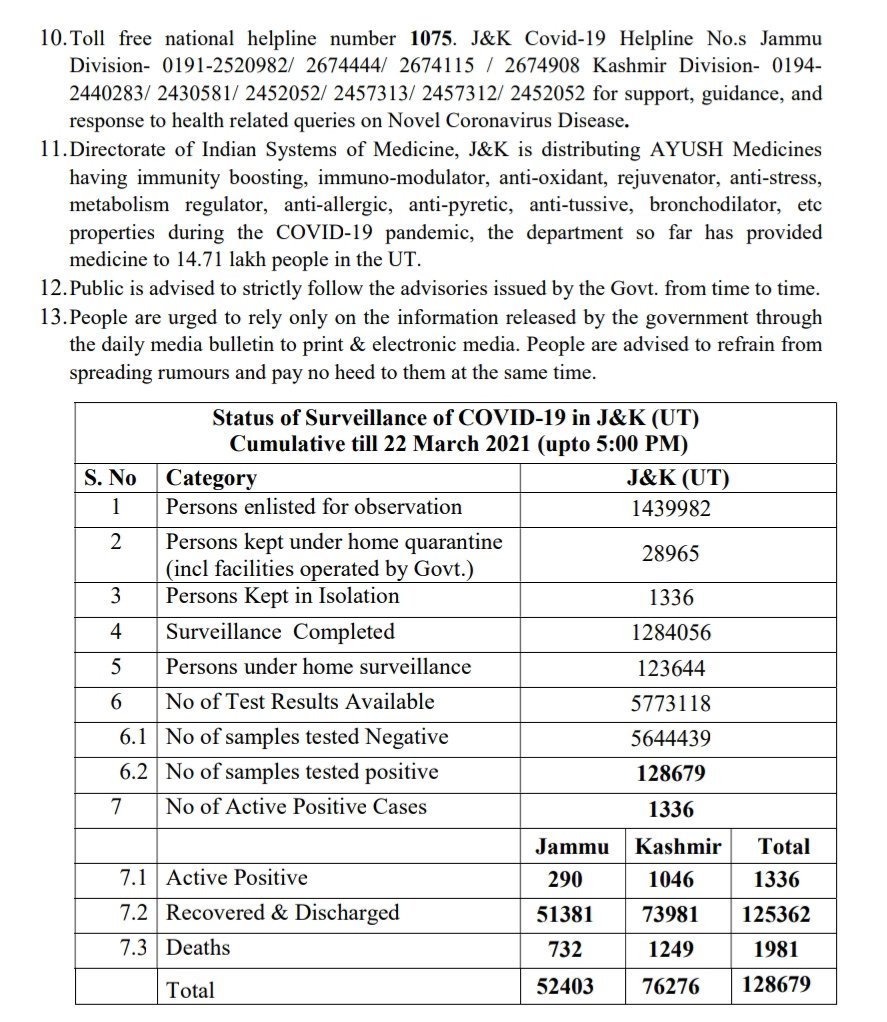 10. Toll free national helpline number 1075. J&K Covid-19 Helpline No.s Jammu
Division- 0191-2520982/ 2674444/ 2674115 / 2674908 Kashmir Division- 0194-
2440283/ 2430581/ 2452052/ 2457313/ 2457312/ 2452052 for support, guidance, and
response to health related queries on Novel Coronavirus Disease.
11. Directorate of Indian Systems of Medicine, J&K is distributing AYUSH Medicines
having immunity boosting, immuno-modulator, anti-oxidant, rejuvenator, anti-stress,
metabolism regulator, anti-allergic, anti-pyretic, anti-tussive, bronchodilator, etc
properties during the COVID-19 pandemic, the department so far has provided
medicine to 14.71 lakh people in the UT.
12. Public is advised to strictly follow the advisories issued by the Govt. from time to time.
13. People are urged to rely only on the information released by the government through
the daily media bulletin to print & electronic media. People are advised to refrain from
spreading rumours and pay no heed to them at the same time.
Status of Surveillance of COVID-19 in J&K (UT)
Cumulative till 22 March 2021 (upto 5:00 PM)
S. No Category J&K (UT)
1 Persons enlisted for observation 1439982
2 Persons kept under home quarantine
(incl facilities operated by Govt.) 28965
3 Persons Kept in Isolation 1336
4 Surveillance Completed 1284056
5 Persons under home surveillance 123644
6 No of Test Results Available 5773118
6.1 No of samples tested Negative 5644439
6.2 No of samples tested positive 128679
7 No of Active Positive Cases 1336
Jammu Kashmir Total
7.1 Active Positive 290 1046 1336
7.2 Recovered & Discharged 51381 73981 125362
7.3 Deaths 732 1249 1981
Total 52403 76276 128679